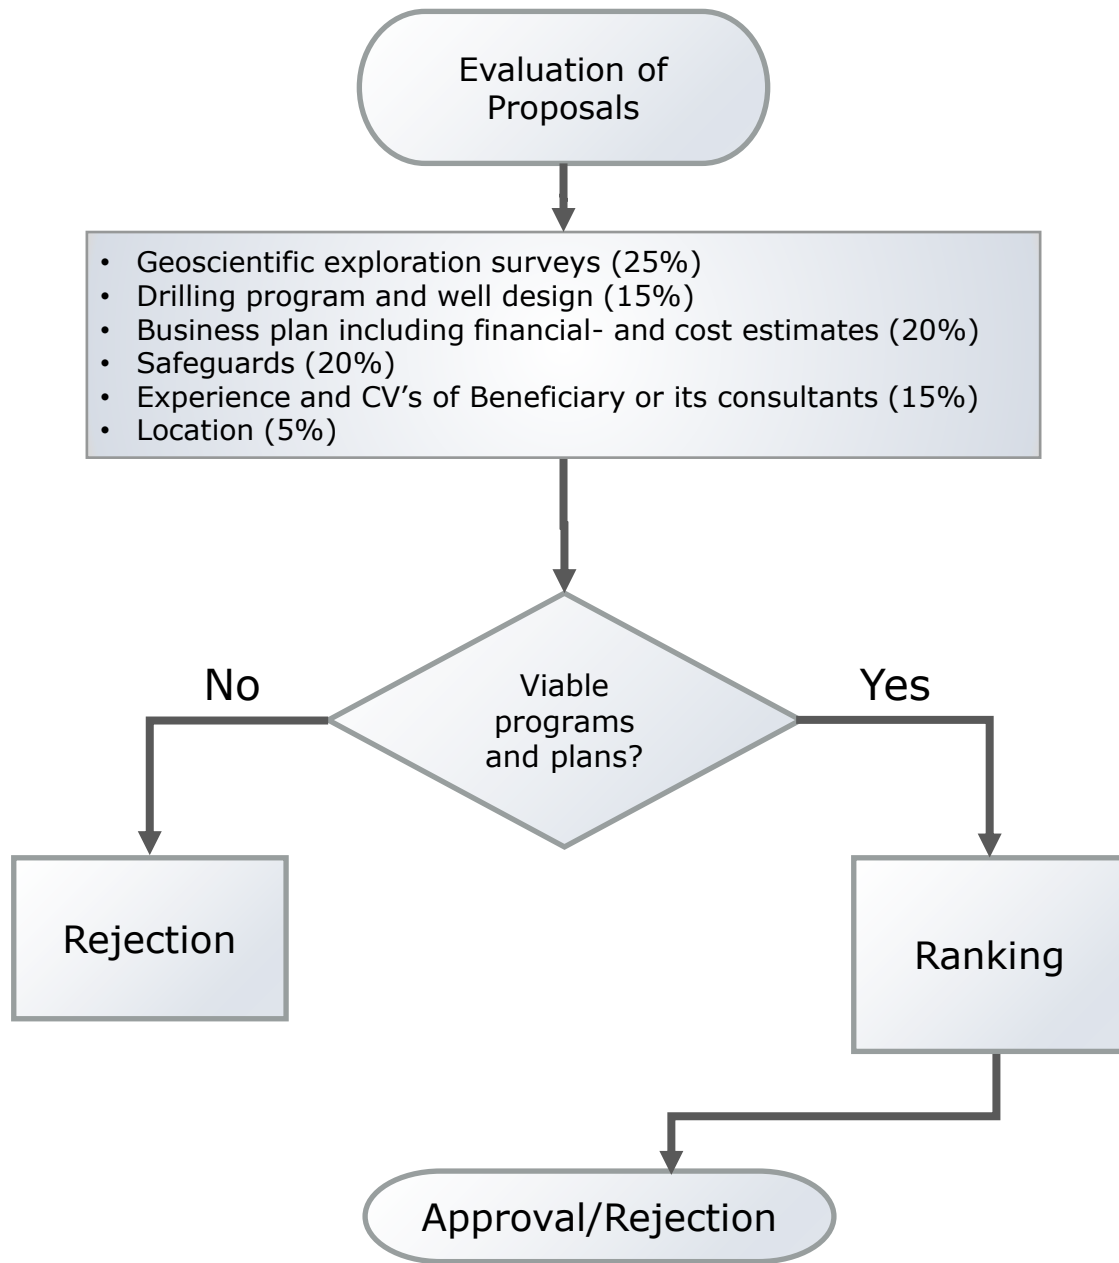 Evaluation of
Proposals
• Geoscientific exploration surveys (25%)
• Drilling program and well design (15%)
• Business plan including financial- and cost estimates (20%)
• Safeguards (20%)
• Experience and CV's of Beneficiary or its consultants (15%)
• Location (5%)
No
Viable
programs
and plans?
Yes
Rejection
Ranking
Approval/Rejection